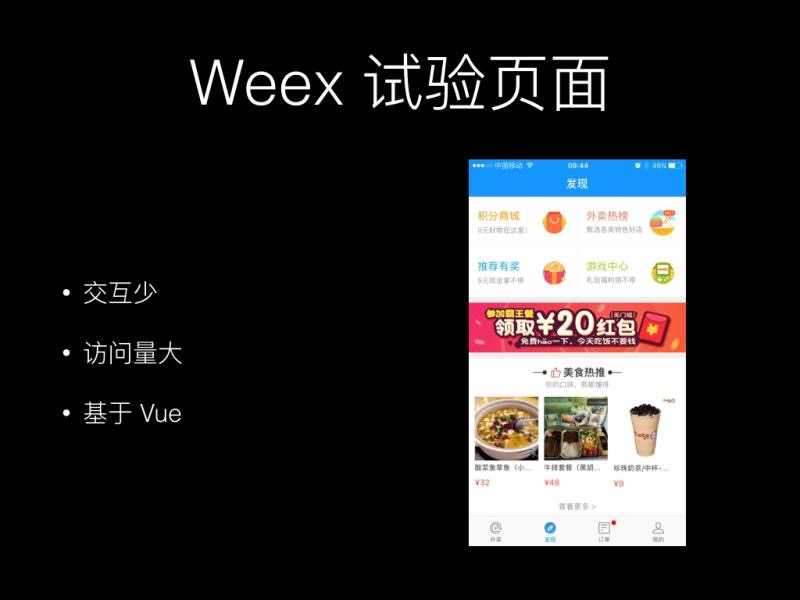 Weex 试验页面
交互少
访问量大
基于 Vue
中国移动 09:44 46%
发现
积分商城
0元好物在这里!
外卖热榜
甄选各类特色好店
推荐有奖
5元现金拿不停
游戏中心
礼包福利领不停
参加霸王餐
领取¥20红包
(无门槛)
免费hǎo一下，今天吃饭不要钱
美食热推
你的口味，我都懂得
酸菜鱼草鱼（小...
¥32
牛排套餐（黑胡...
¥48
珍珠奶茶/中杯-...
¥9
查看更多 >
外卖
发现
订单
我的